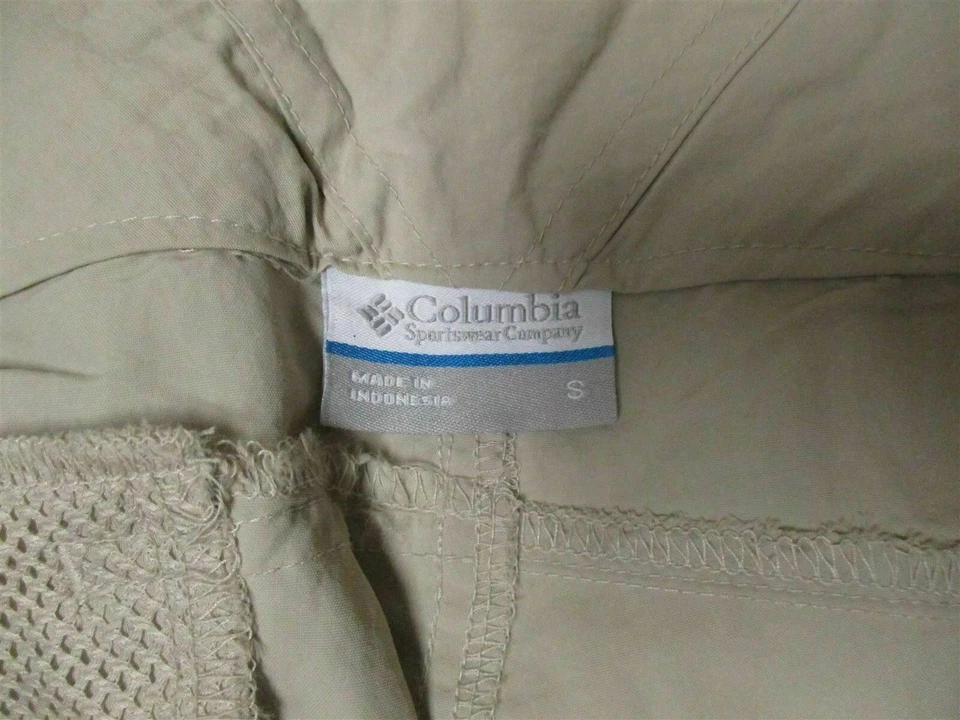 Columbia
Sportswear Company
MADE IN
INDONESIA
S